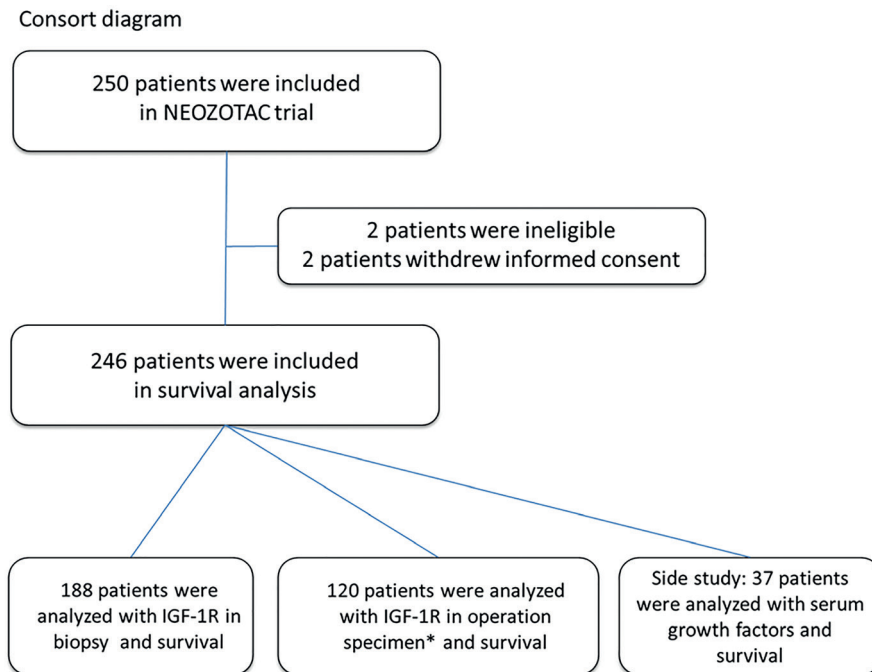 Consort diagram
250 patients were included
in NEOZOTAC trial
2 patients were ineligible
2 patients withdrew informed consent
246 patients were included
in survival analysis
188 patients were
analyzed with IGF-1R in
biopsy and survival
120 patients were analyzed
with IGF-1R in operation
specimen* and survival
Side study: 37 patients
were analyzed with serum
growth factors and
survival